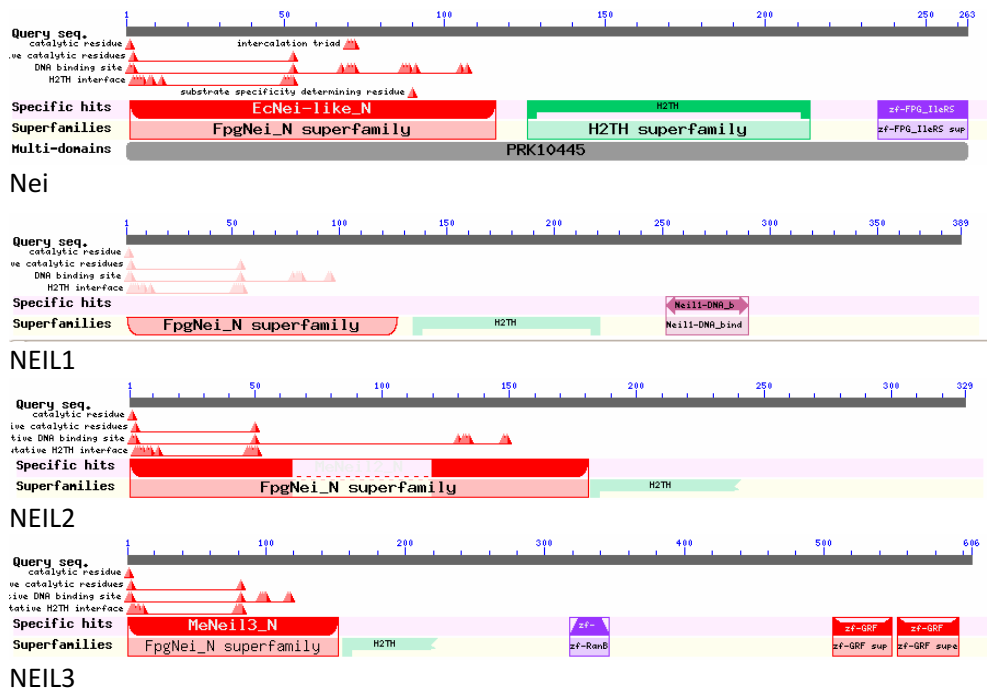 1 50 100 150 200 250 263
Query seq.
catalytic residue
intercalation triad
ve catalytic residues
DNA binding site
H2TH interface
substrate specificity determining residue
Specific hits EcNei-like_N H2TH zf-FPG_IleRS
Superfamilies FpgNei_N superfamily H2TH superfamily zf-FPG_IleRS sup
Multi-domains PRK10445
Nei
1 50 100 150 200 250 300 350 389
Query seq.
catalytic residue
ve catalytic residues
DNA binding site
H2TH interface
Specific hits Neil1-DNA_b
Superfamilies FpgNei_N superfamily H2TH Neil1-DNA_bind
NEIL1
1 50 100 150 200 250 300 329
Query seq.
catalytic residue
ive catalytic residues
tive DNA binding site
utative H2TH interface
Specific hits MeNeil2_N
Superfamilies FpgNei_N superfamily H2TH
NEIL2
1 100 200 300 400 500 606
Query seq.
catalytic residue
ve catalytic residues
ive DNA binding site
tative H2TH interface
Specific hits MeNeil3_N zf- zf-GRF zf-GRF
Superfamilies FpgNei_N superfamily H2TH zf-RanB zf-GRF sup zf-GRF supe
NEIL3